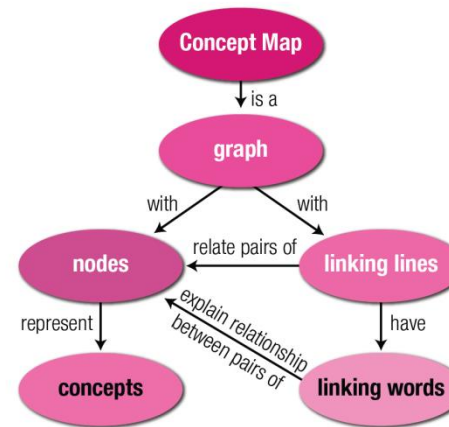 Concept Map
is a
graph
with
with
nodes
relate pairs of
linking lines
represent
explain relationship
between pairs of
have
concepts
linking words